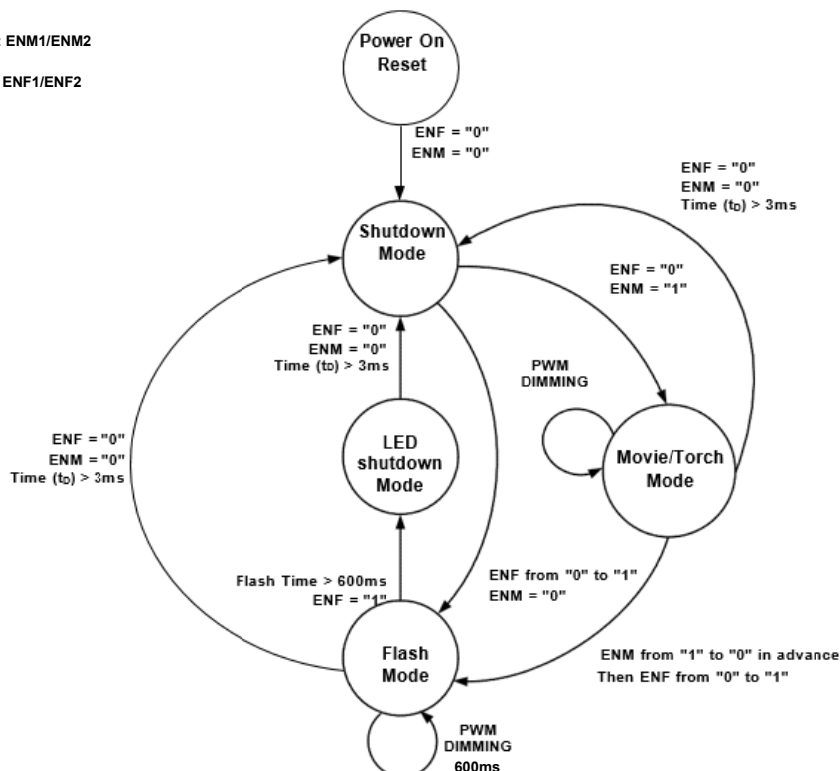 : ENM1/ENM2
ENF1/ENF2
Power On
Reset
ENF = "0"
ENM = "0"
ENF = "0"
ENM = "0"
Time (tD) > 3ms
Shutdown
Mode
ENF = "0"
ENM = "1"
ENF = "0"
ENM = "0"
Time (tD) > 3ms
PWM
DIMMING
ENF = "0"
ENM = "0"
Time (tD) > 3ms
LED
shutdown
Mode
Movie/Torch
Mode
Flash Time > 600ms
ENF = "1"
ENF from "0" to "1"
ENM = "0"
Flash
Mode
ENM from "1" to "0" in advance
Then ENF from "0" to "1"
PWM
DIMMING
600ms